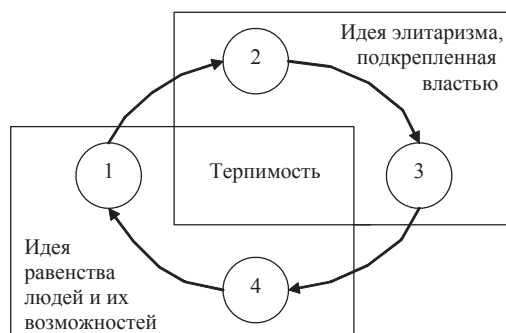 Идея элитаризма,
подкрепленная
властью
2
1
Терпимость
3
Идея
равенства
людей и их
возможностей
4